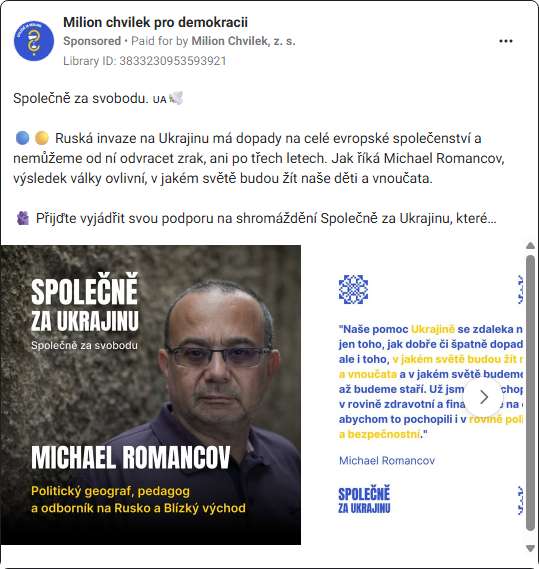 Milion chvilek pro demokracii
Sponsored • Paid for by Milion Chvilek, z. s.
Library ID: 3833230953593921
Společně za svobodu. UA🕊️
🔵🟡 Ruská invaze na Ukrajinu má dopady na celé evropské společenství a
nemůžeme od ní odvracet zrak, ani po třech letech. Jak říká Michael Romancov,
výsledek války ovlivní, v jakém světě budou žít naše děti a vnoučata.
Přijďte vyjádřit svou podporu na shromáždění Společně za Ukrajinu, které…
SPOLEČNĚ
ZA UKRAJINU
Společně za svobodu
MICHAEL ROMANCOV
Politický geograf, pedagog
a odborník na Rusko a Blízký východ
"Naše pomoc Ukrajině se zdaleka n
jen toho, jak dobře či špatně dopad
ale i toho, v jakém světě budou žít n
a vnoučata a v jakém světě budeme
až budeme staří. Už jsm chop
v rovině zdravotní a fina e na
abychom to pochopili i v rovině poli
a bezpečnostní."
Michael Romancov
SPOLEČNĚ
ZA UKRAJINU